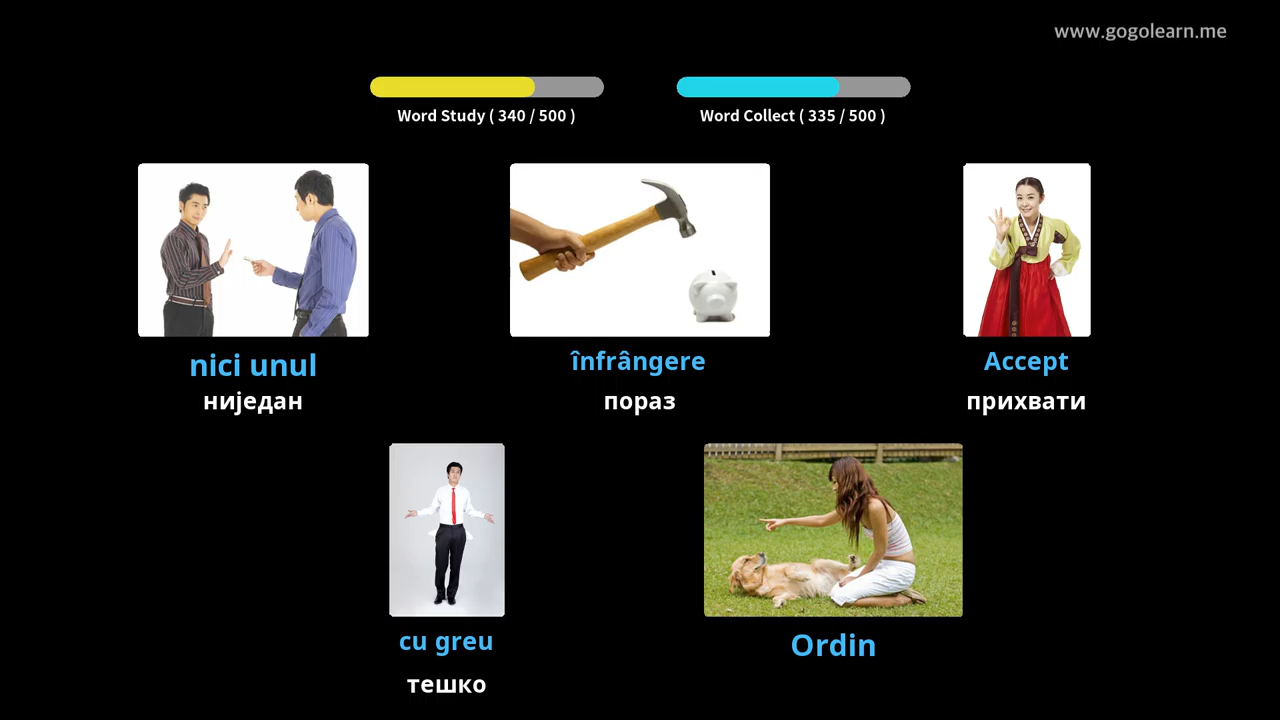 www.gogolearn.me
Word Study ( 340 / 500 )
Word Collect ( 335 / 500 )
nici unul
ниједан
înfrângere
пораз
Accept
прихвати
cu greu
тешко
Ordin